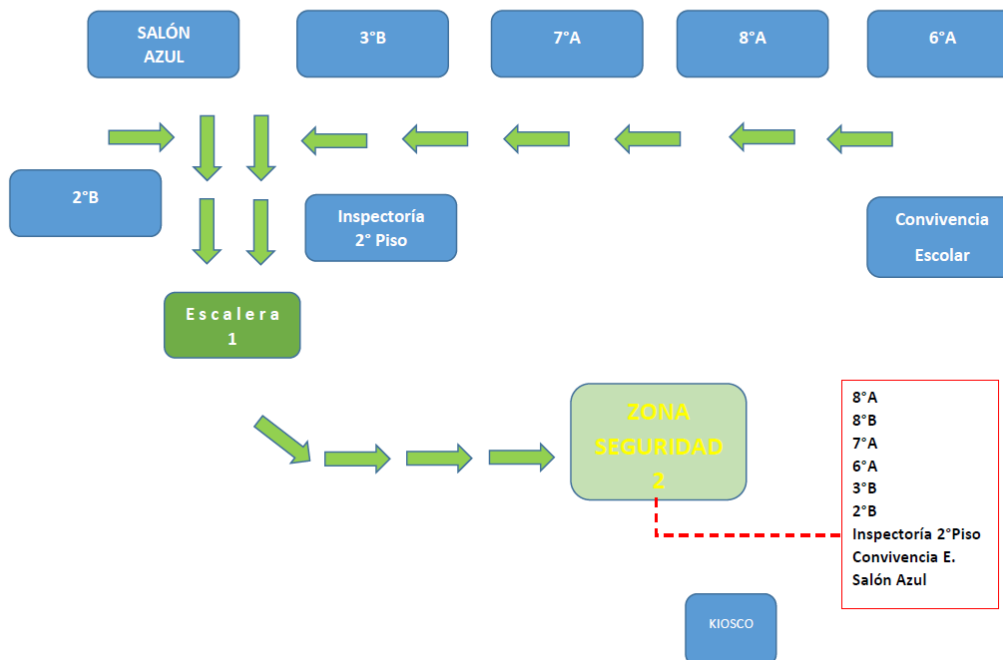 SALÓN
AZUL
3°B
7°A
8°A
6°A
2°B
Inspectoría
2° Piso
Convivencia
Escolar
Escalera
1
ZONA
SEGURIDAD
2
8°A
8°B
7°A
6°A
3°B
2°B
Inspectoría 2°Piso
Convivencia E.
Salón Azul
KIOSCO